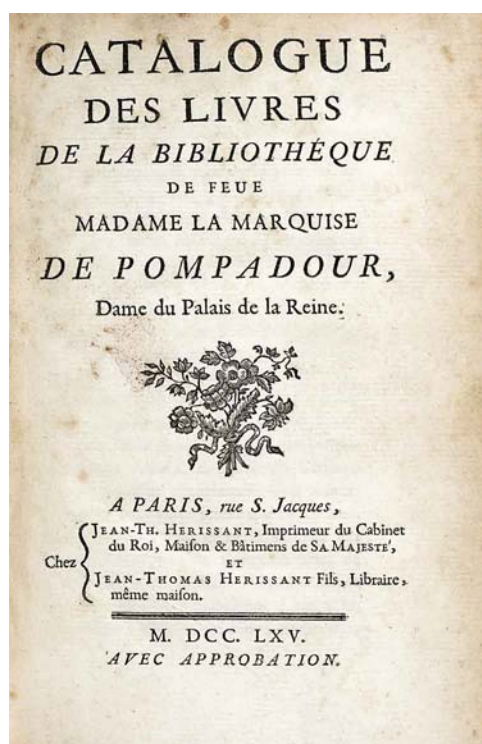 CATALOGUE
DES LIVRES
DE LA BIBLIOTHÉQUE
DE FEUE
MADAME LA MARQUISE
DE POMPADOUR,
Dame du Palais de la Reine.
A PARIS, rue S. Jacques,
Chez
JEAN-TH. HERISSANT, Imprimeur du Cabinet
du Roi, Maiſon & Bâtimens de SA MAJESTE',
ET
JEAN-THOMAS HERISSANT Fils, Libraire,
même maiſon.
M. DCC. LXV.
AVEC APPROBATION.